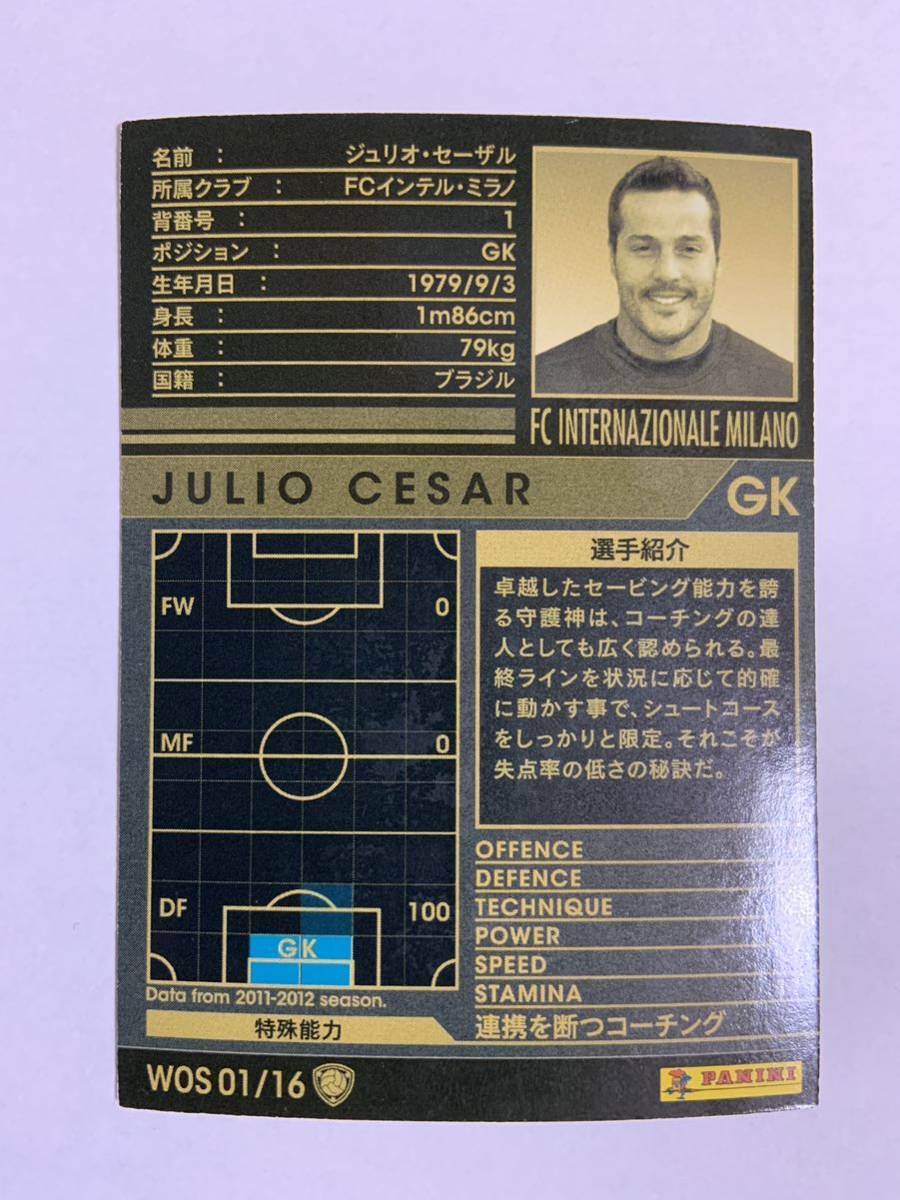 名前 : ジュリオ・セーザル
所属クラブ : FCインテル・ミラノ
背番号 : 1
ポジション : GK
生年月日 : 1979/9/3
身長 : 1m86cm
体重 : 79kg
国籍 : ブラジル
FC INTERNAZIONALE MILANO
JULIO CESAR
GK
FW 0
MF 0
DF 100
GK
Data from 2011-2012 season.
選手紹介
卓越したセービング能力を誇
る守護神は、コーチングの達
人としても広く認められる。最
終ラインを状況に応じて的確
に動かす事で、シュートコース
をしっかりと限定。それこそが
失点率の低さの秘訣だ。
OFFENCE
DEFENCE
TECHNIQUE
POWER
SPEED
STAMINA
特殊能力
連携を断つコーチング
WOS 01/16
PANINI